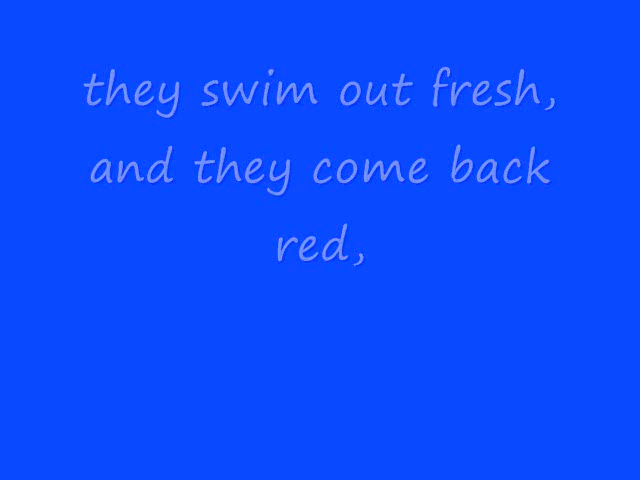 they swim out fresh,
and they come back
red,